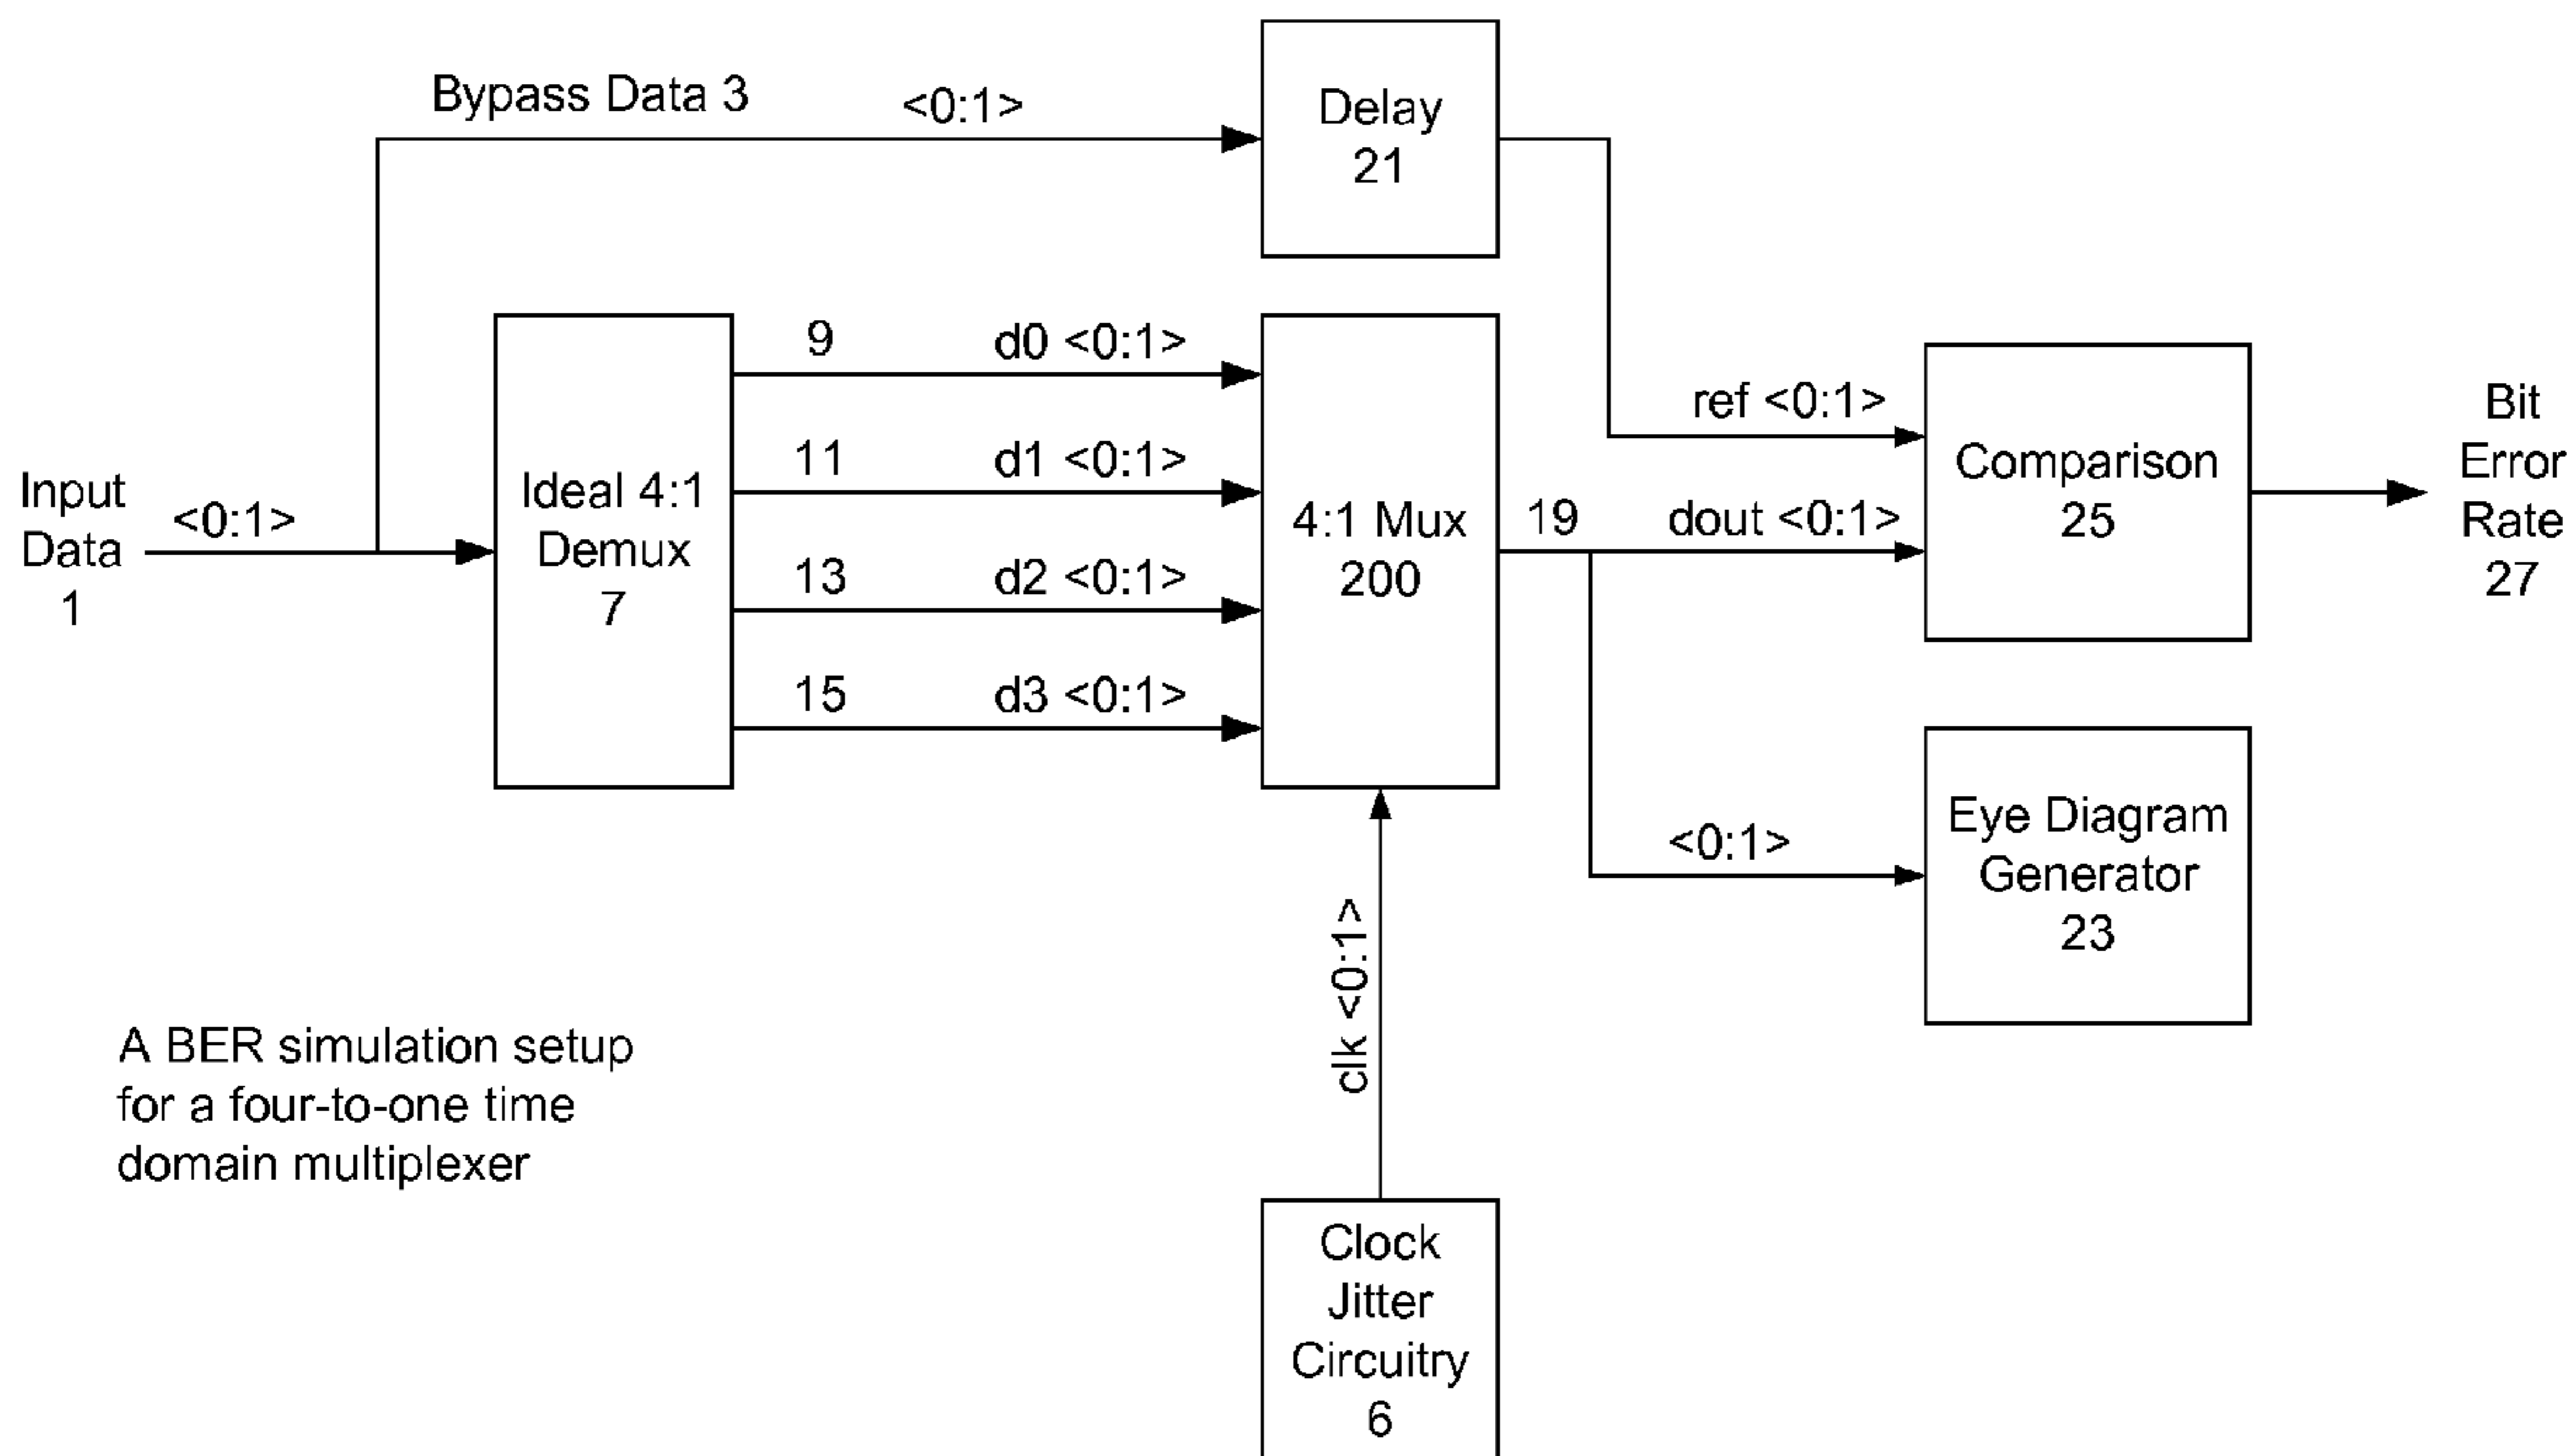 Bypass Data 3
<0:1>
Delay
21
9
d0 <0:1>
11
d1 <0:1>
13
d2 <0:1>
15
d3 <0:1>
Input
Data
1
<0:1>
Ideal 4:1
Demux
7
4:1 Mux
200
19
ref <0:1>
dout <0:1>
Comparison
25
Bit
Error
Rate
27
<0:1>
Eye Diagram
Generator
23
clk <0:1>
A BER simulation setup
for a four-to-one time
domain multiplexer
Clock
Jitter
Circuitry
6